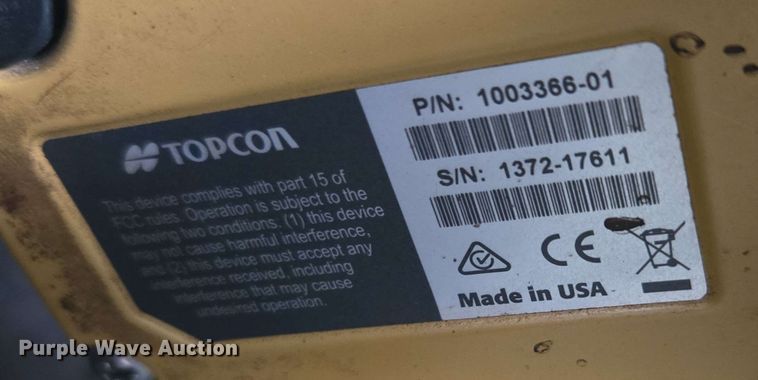 TOPCON
This device complies with part 15 of
FCC rules. Operation is subject to the
following two conditions. (1) this device
may not cause harmful interference,
and (2) this device must accept any
interference received, including
interference that may cause
undesired operation.
P/N: 1003366-01
S/N: 1372-17611
CE
Made in USA
Purple Wave Auction